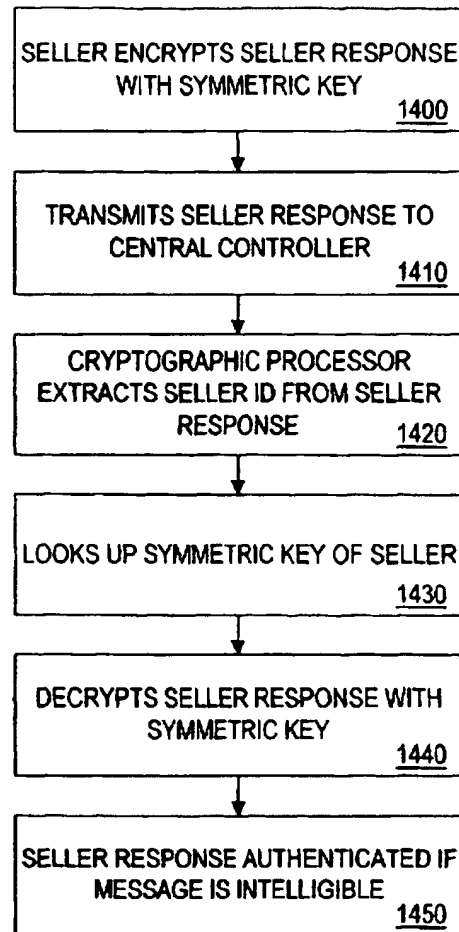 SELLER ENCRYPTS SELLER RESPONSE
WITH SYMMETRIC KEY
1400
TRANSMITS SELLER RESPONSE TO
CENTRAL CONTROLLER
1410
CRYPTOGRAPHIC PROCESSOR
EXTRACTS SELLER ID FROM SELLER
RESPONSE
1420
LOOKS UP SYMMETRIC KEY OF SELLER
1430
DECRYPTS SELLER RESPONSE WITH
SYMMETRIC KEY
1440
SELLER RESPONSE AUTHENTICATED IF
MESSAGE IS INTELLIGIBLE
1450